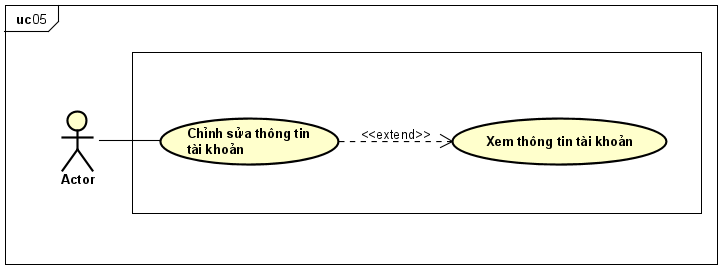 uc05
Chỉnh sửa thông tin
tài khoản
<<extend>>
Xem thông tin tài khoản
Actor